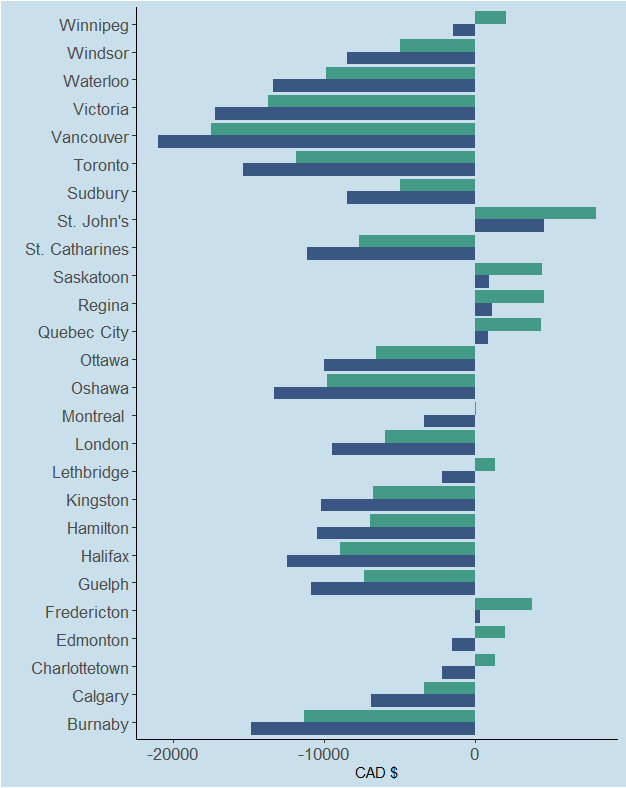 Winnipeg
Windsor
Waterloo
Victoria
Vancouver
Toronto
Sudbury
St. John's
St. Catharines
Saskatoon
Regina
Quebec City
Ottawa
Oshawa
Montreal
London
Lethbridge
Kingston
Hamilton
Halifax
Guelph
Fredericton
Edmonton
Charlottetown
Calgary
Burnaby
-20000 -10000 0
CAD $